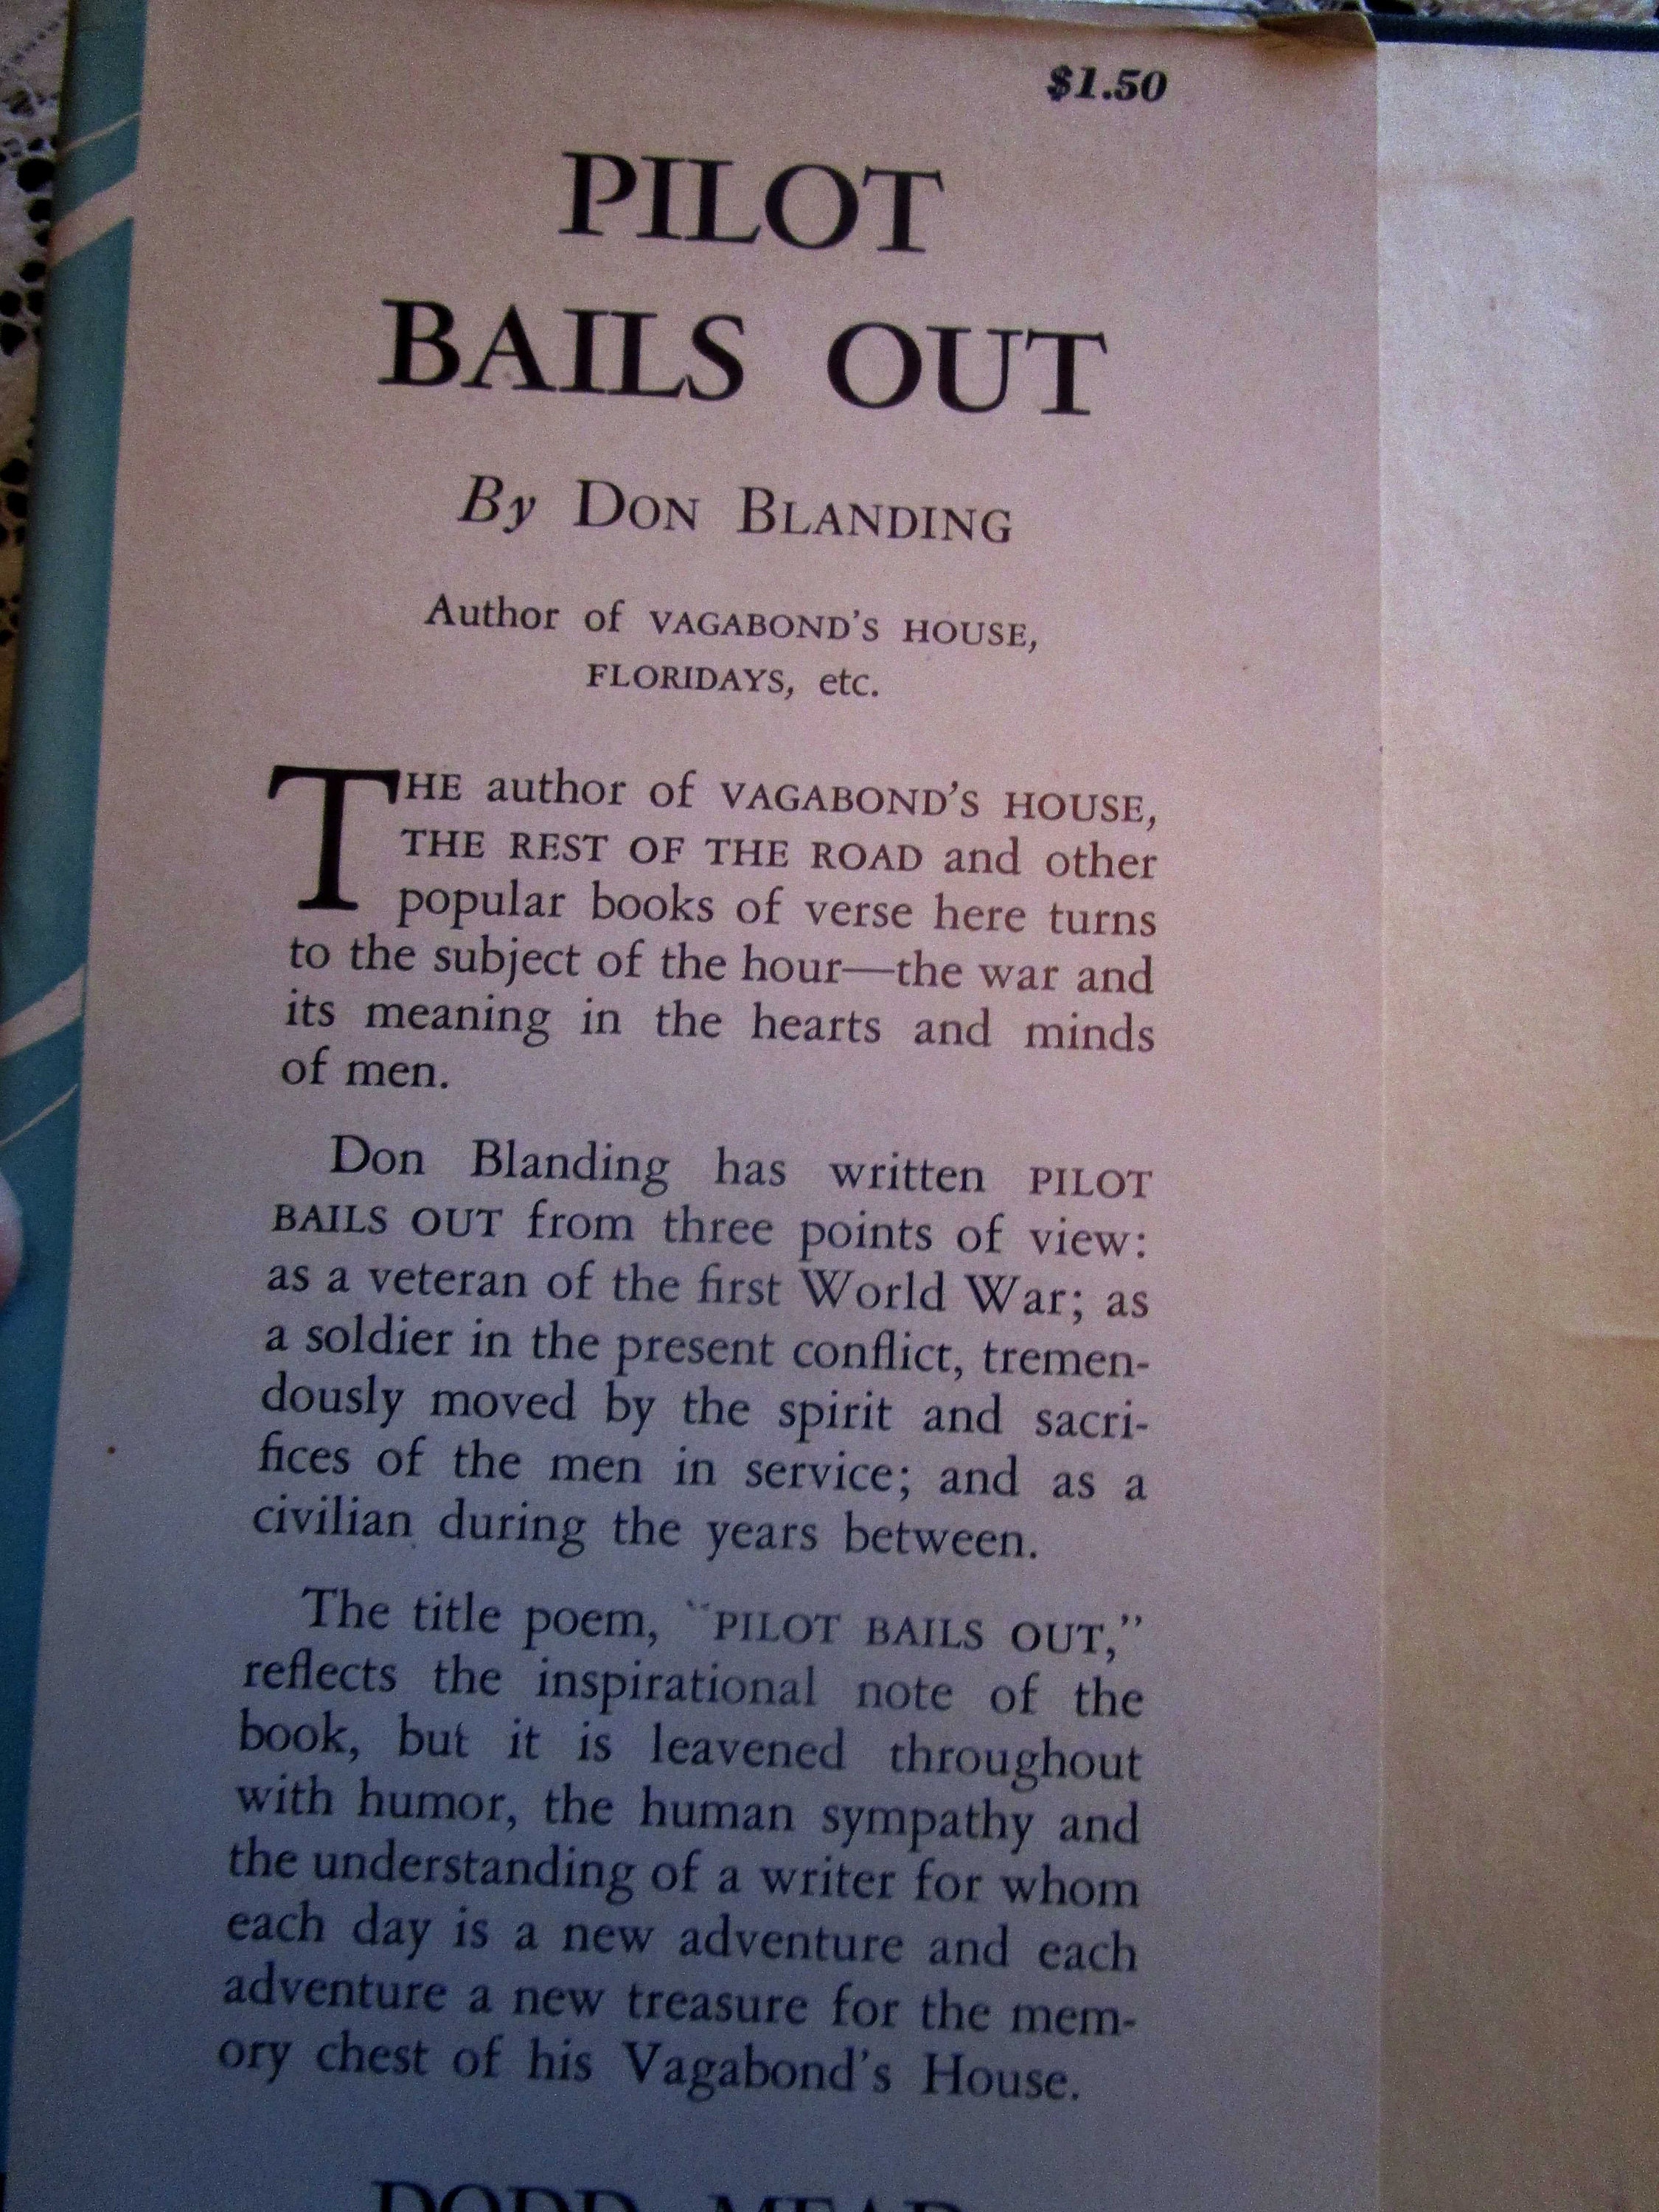 $1.50
PILOT
BAILS OUT
By DON BLANDING
Author of VAGABOND'S HOUSE,
FLORIDAYS, etc.
THE author of VAGABOND'S HOUSE,
THE REST OF THE ROAD and other
popular books of verse here turns
to the subject of the hour—the war and
its meaning in the hearts and minds
of men.
Don Blanding has written PILOT
BAILS OUT from three points of view:
as a veteran of the first World War; as
a soldier in the present conflict, tremen-
dously moved by the spirit and sacri-
fices of the men in service; and as a
civilian during the years between.
The title poem, "PILOT BAILS OUT,"
reflects the inspirational note of the
book, but it is leavened throughout
with humor, the human sympathy and
the understanding of a writer for whom
each day is a new adventure and each
adventure a new treasure for the mem-
ory chest of his Vagabond's House.
DODD MEAD